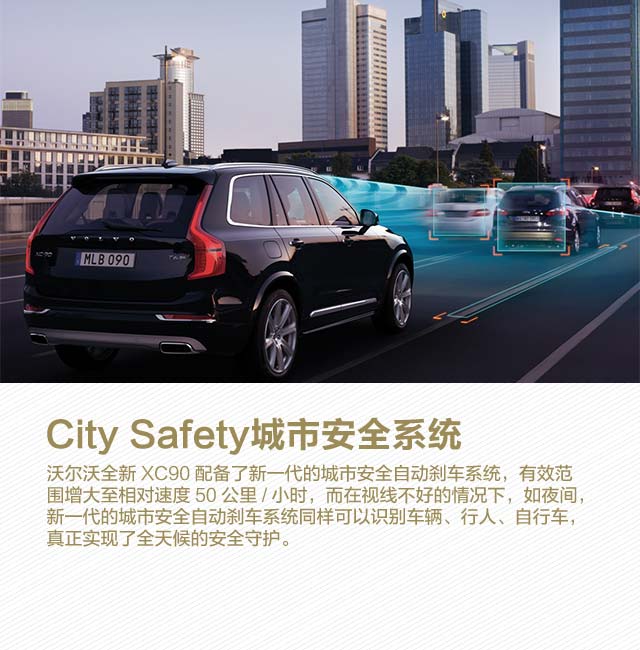 VOLVO
XC90
MLB 090
City Safety城市安全系统
沃尔沃全新 XC90 配备了新一代的城市安全自动刹车系统，有效范
围增大至相对速度 50 公里 / 小时，而在视线不好的情况下，如夜间，
新一代的城市安全自动刹车系统同样可以识别车辆、行人、自行车，
真正实现了全天候的安全守护。